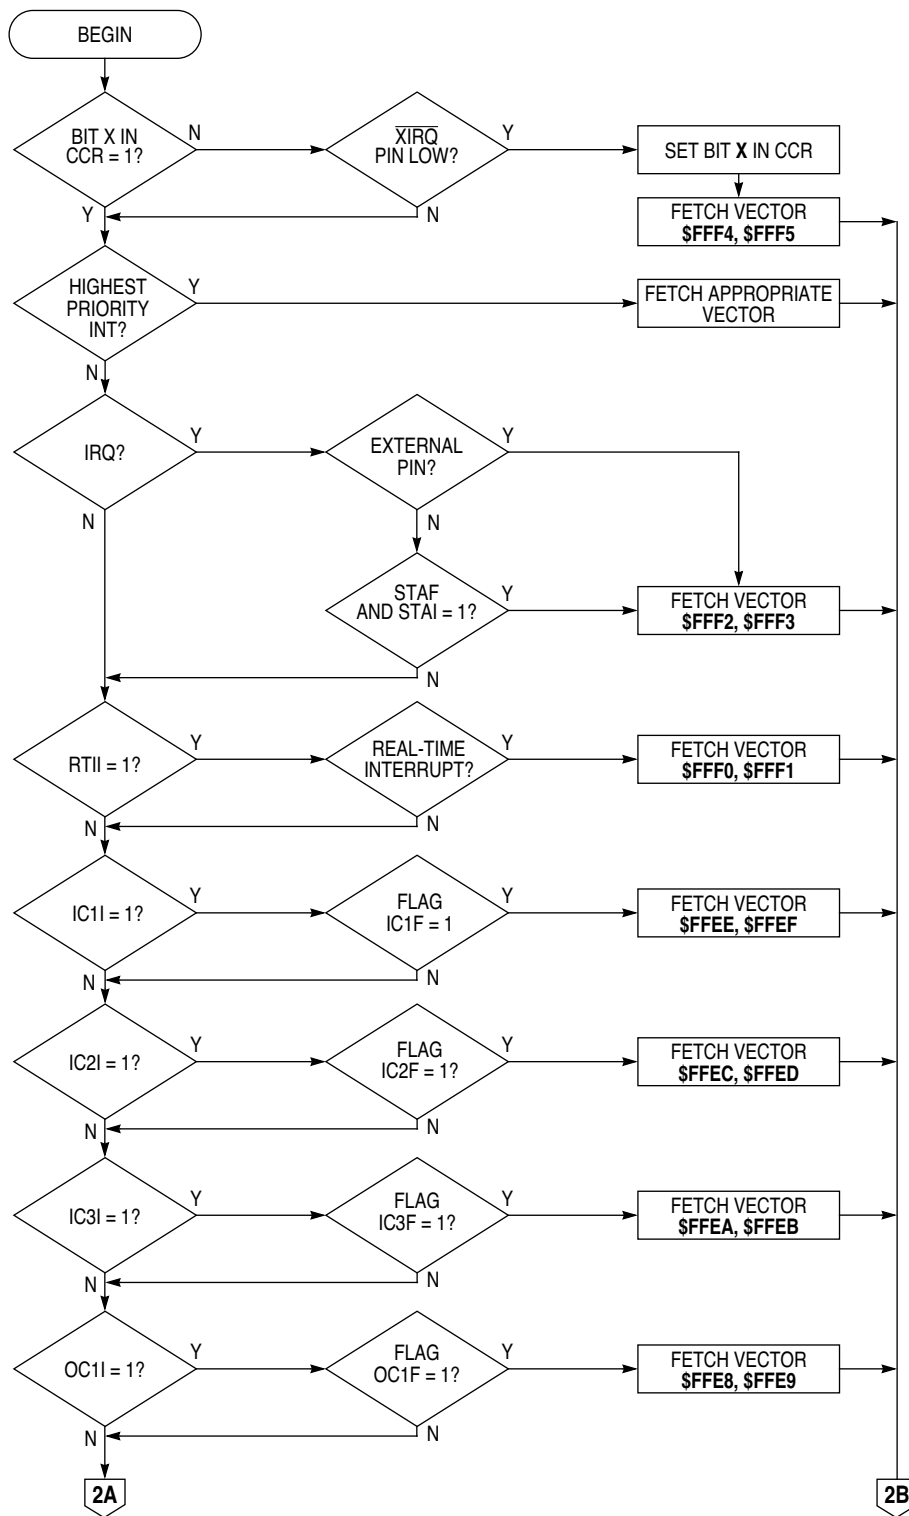 BEGIN
BIT X IN
CCR = 1?
N
XIRQ
PIN LOW?
Y
SET BIT X IN CCR
Y
N
FETCH VECTOR
$FFF4, $FFF5
HIGHEST
PRIORITY
INT?
Y
FETCH APPROPRIATE
VECTOR
N
IRQ?
Y
EXTERNAL
PIN?
Y
N
N
STAF
AND STAI = 1?
Y
FETCH VECTOR
$FFF2, $FFF3
N
RTII = 1?
Y
REAL-TIME
INTERRUPT?
Y
FETCH VECTOR
$FFF0, $FFF1
N
N
IC1I = 1?
Y
FLAG
IC1F = 1
Y
FETCH VECTOR
$FFEE, $FFEF
N
N
IC2I = 1?
Y
FLAG
IC2F = 1?
Y
FETCH VECTOR
$FFEC, $FFED
N
N
IC3I = 1?
Y
FLAG
IC3F = 1?
Y
FETCH VECTOR
$FFEA, $FFEB
N
N
OC1I = 1?
Y
FLAG
OC1F = 1?
Y
FETCH VECTOR
$FFE8, $FFE9
N
N
2A
2B